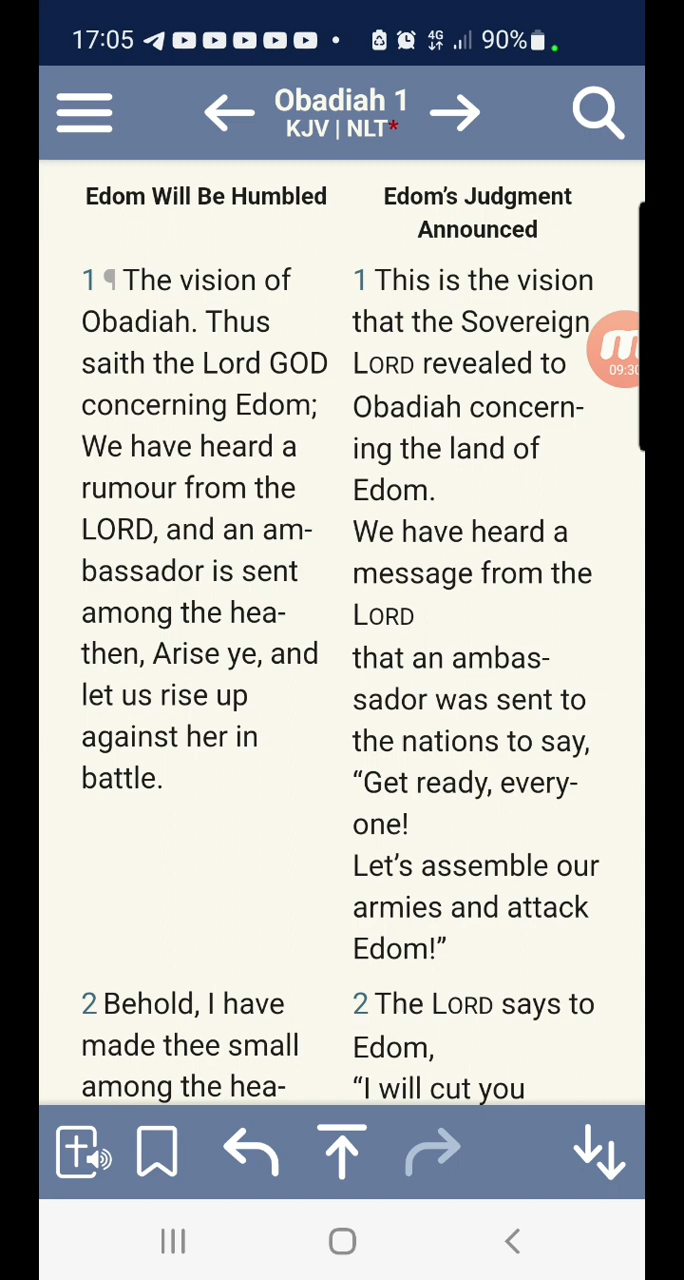 17:05 4G 90%
Obadiah 1
KJV | NLT*
Edom Will Be Humbled
1 ¶ The vision of
Obadiah. Thus
saith the Lord GOD
concerning Edom;
We have heard a
rumour from the
LORD, and an am-
bassador is sent
among the hea-
then, Arise ye, and
let us rise up
against her in
battle.
2 Behold, I have
made thee small
among the hea-
Edom's Judgment
Announced
1 This is the vision
that the Sovereign
LORD revealed to
Obadiah concern-
ing the land of
Edom.
We have heard a
message from the
LORD
that an ambas-
sador was sent to
the nations to say,
“Get ready, every-
one!
Let’s assemble our
armies and attack
Edom!”
2 The LORD says to
Edom,
“I will cut you
09:30